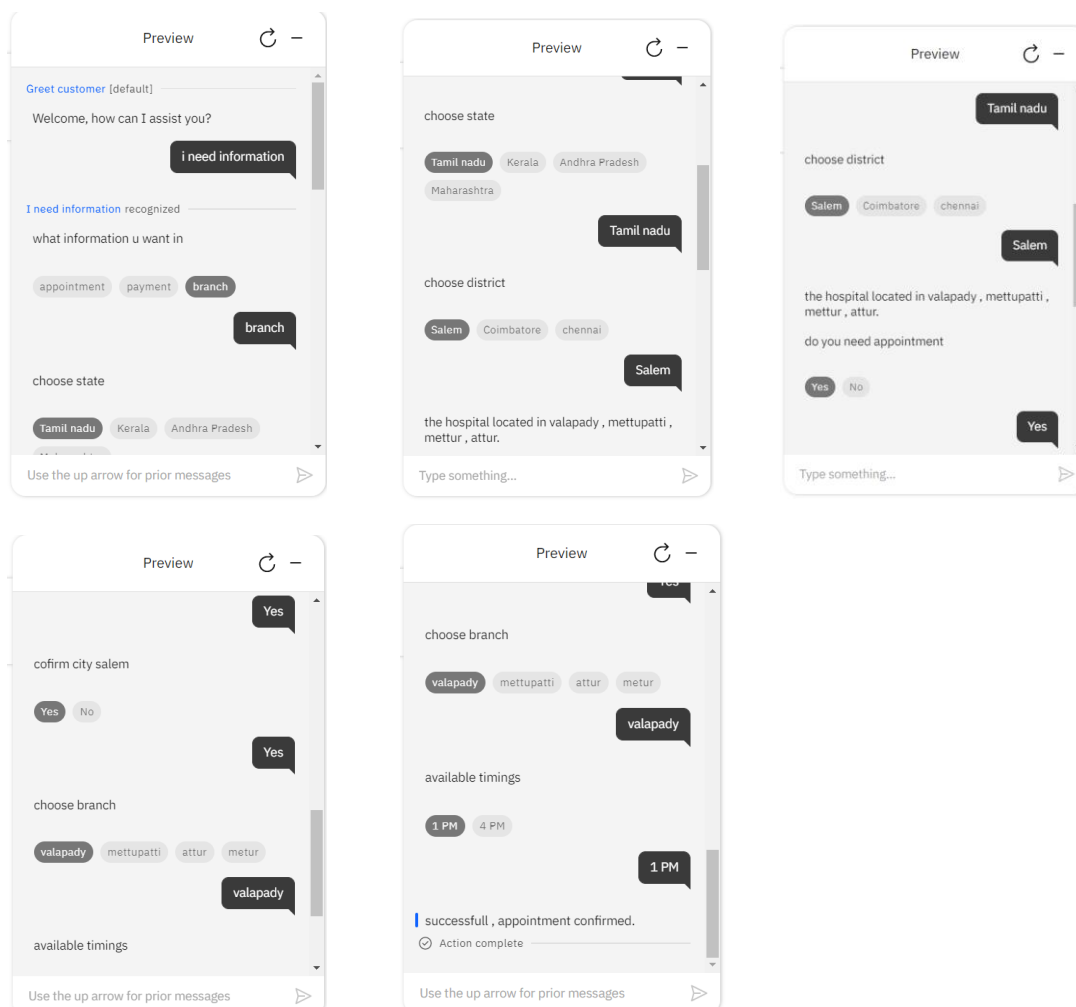 Preview
Greet customer [default]
Welcome, how can I assist you?
i need information
I need information recognized
what information u want in
appointment payment branch
branch
choose state
Tamil nadu Kerala Andhra Pradesh
Use the up arrow for prior messages
Preview
choose state
Tamil nadu Kerala Andhra Pradesh
Maharashtra
Tamil nadu
choose district
Salem Coimbatore chennai
Salem
the hospital located in valapady , mettupatti ,
mettur , attur.
Type something...
Preview
Tamil nadu
choose district
Salem Coimbatore chennai
Salem
the hospital located in valapady , mettupatti ,
mettur , attur.
do you need appointment
Yes No
Yes
Type something...
Preview
Yes
cofirm city salem
Yes No
Yes
choose branch
valapady mettupatti attur metur
valapady
available timings
Use the up arrow for prior messages
Preview
Yes
choose branch
valapady mettupatti attur metur
valapady
available timings
1 PM 4 PM
1 PM
successfull , appointment confirmed.
Action complete
Use the up arrow for prior messages